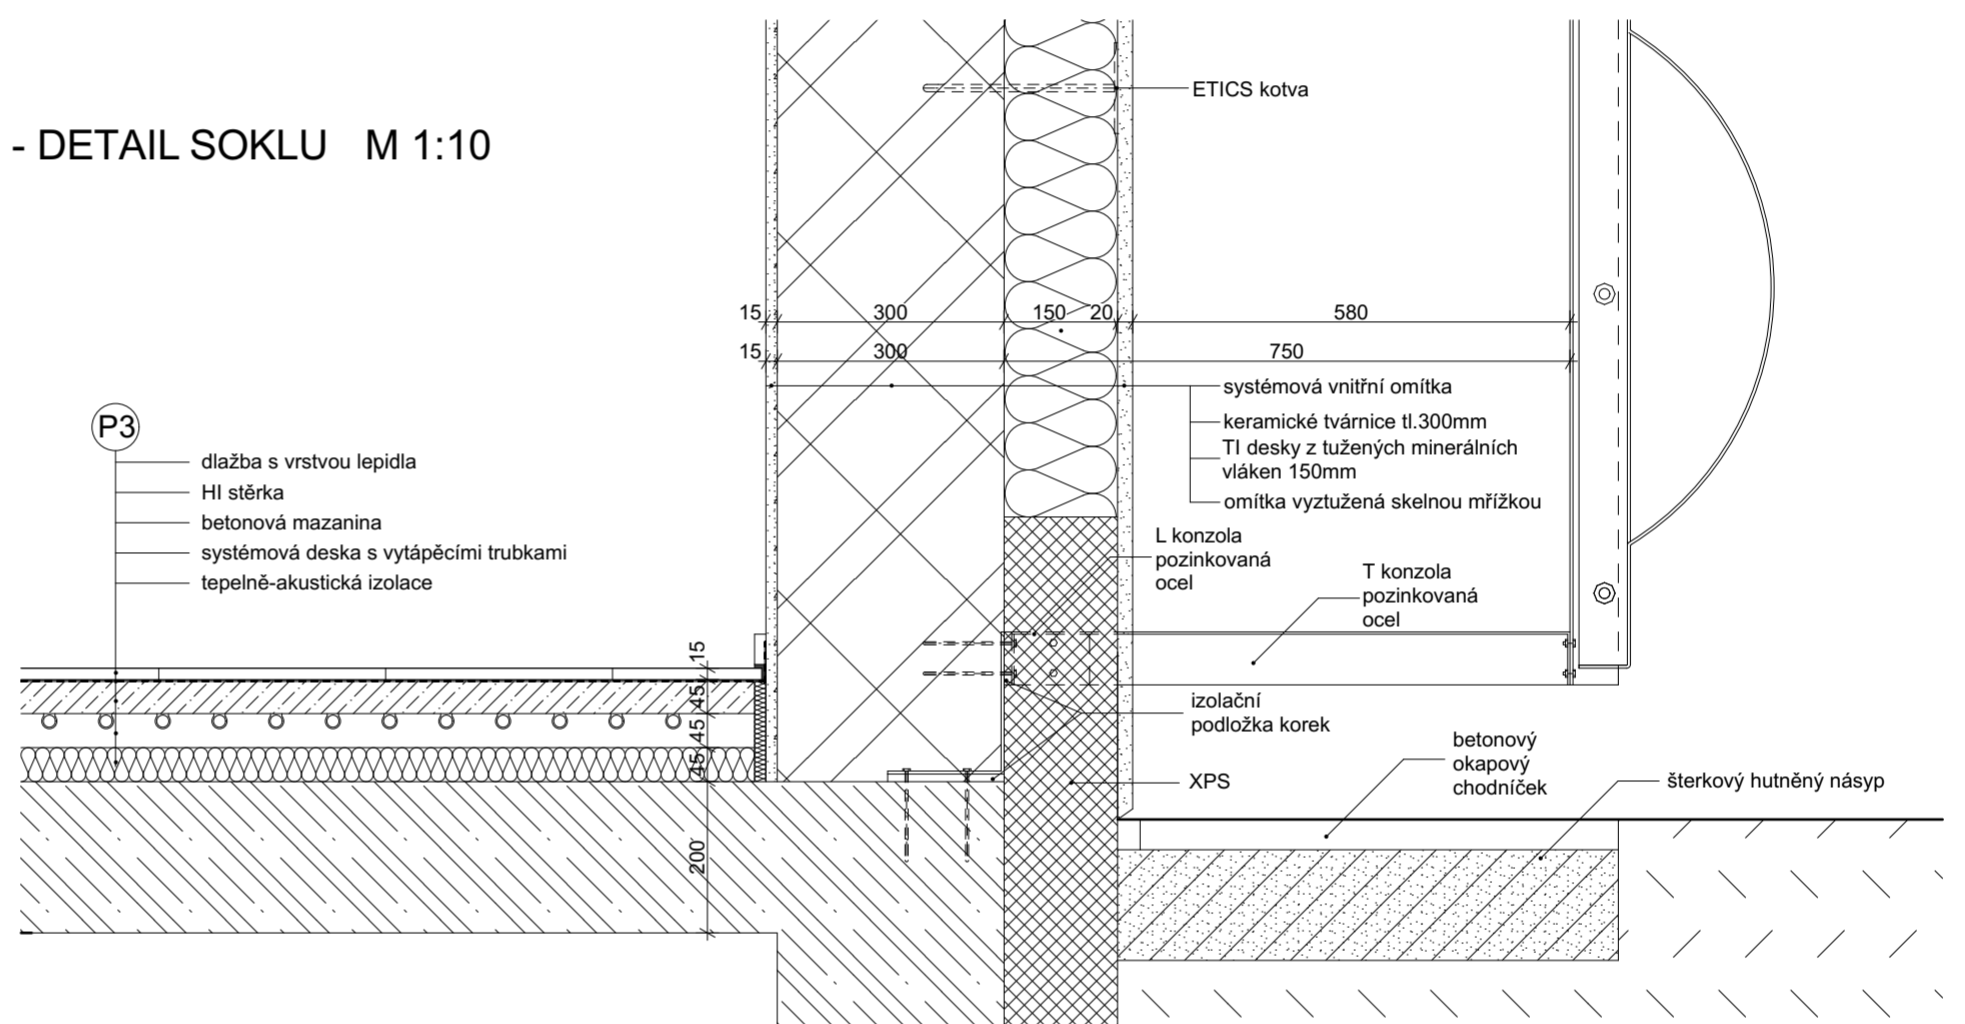 ETICS kotva
- DETAIL SOKLU M 1:10
15 300 150 20 580
15 300 750
systémová vnitřní omítka
keramické tvárnice tl.300mm
TI desky z tužených minerálních
vláken 150mm
omítka vyztužená skelnou mřížkou
P3
dlažba s vrstvou lepidla
HI stěrka
betonová mazanina
systémová deska s vytápěcími trubkami
tepelně-akustická izolace
L konzola
pozinkovaná
ocel
T konzola
pozinkovaná
ocel
15
45
45
45
200
izolační
podložka korek
XPS
betonový
okapový
chodníček
šterkový hutněný násyp